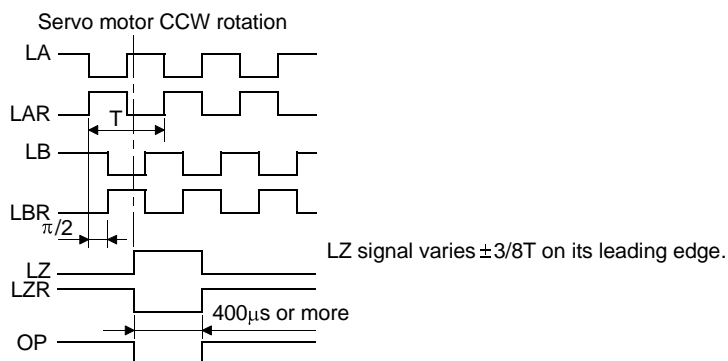 Servo motor CCW rotation
LA
LAR
T
LB
LBR
π/2
LZ signal varies ±3/8T on its leading edge.
LZ
LZR
400μs or more
OP